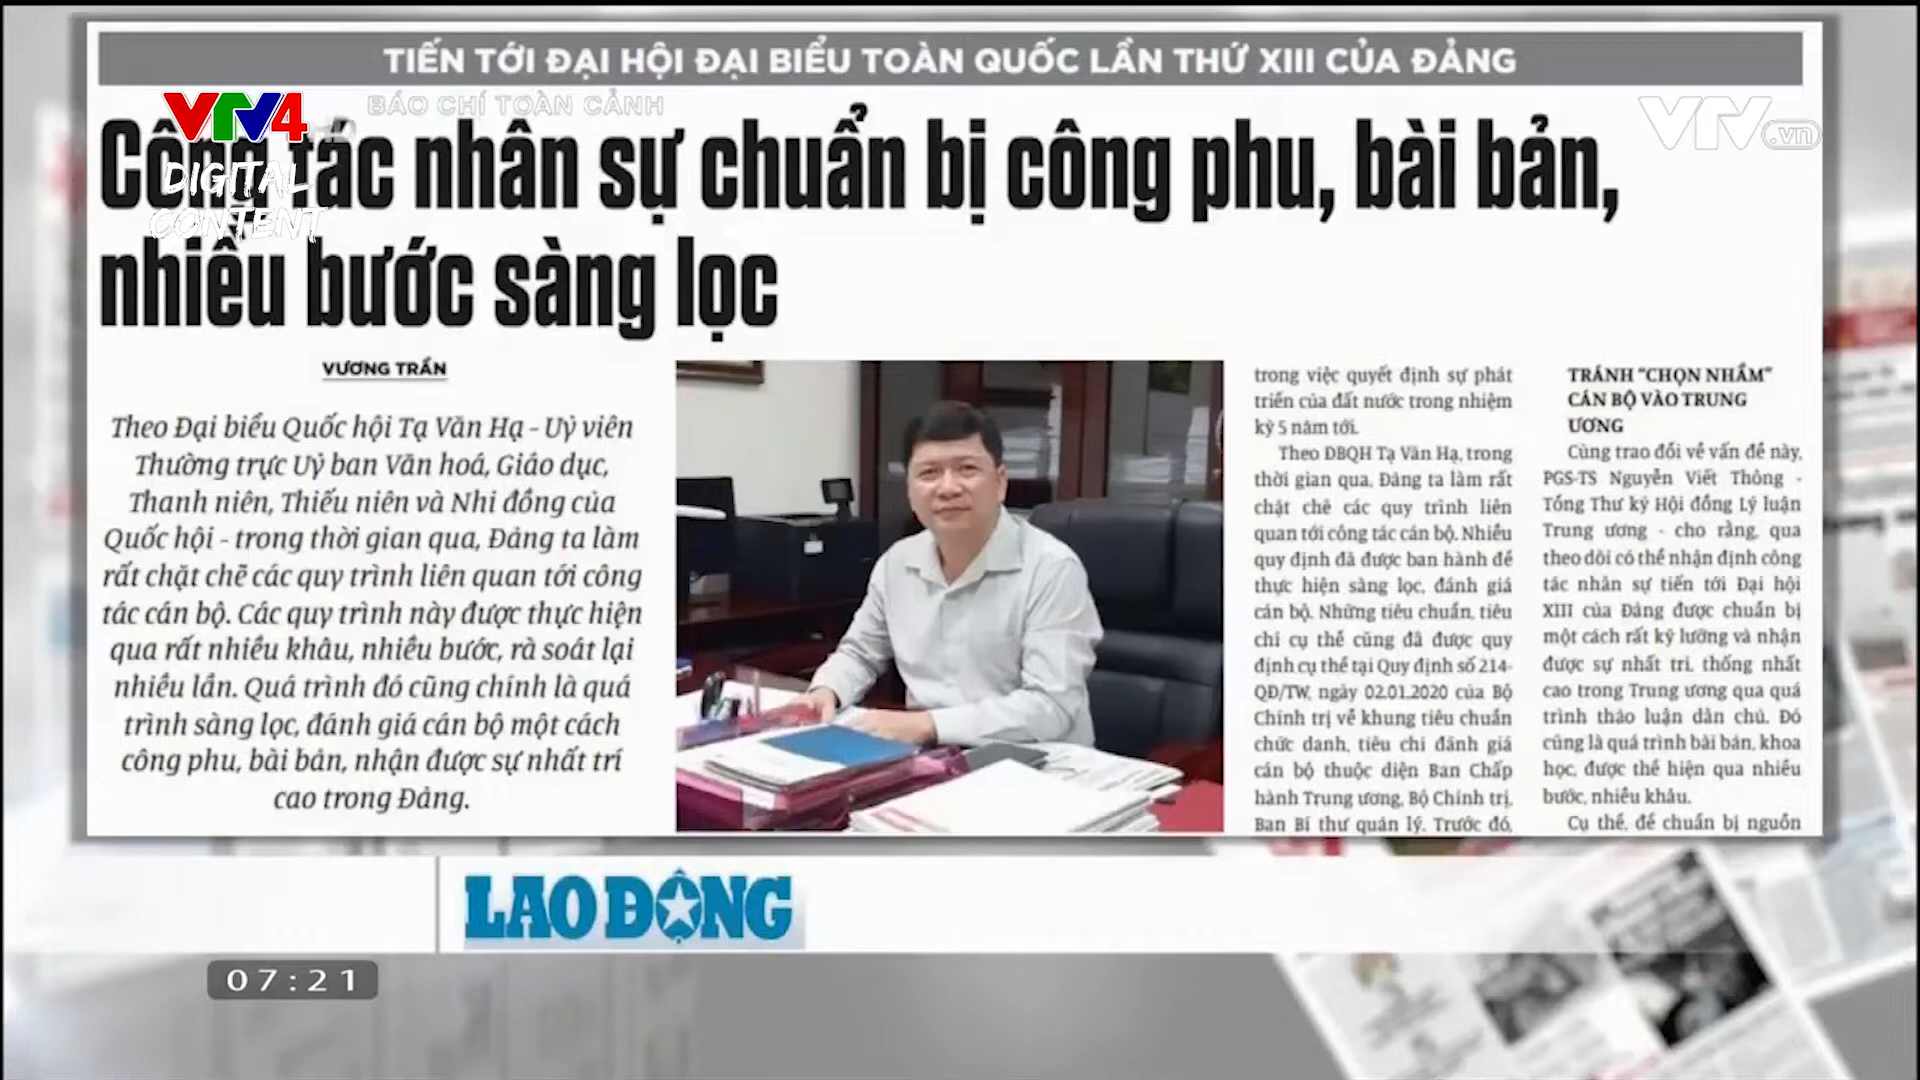 TIẾN TỚI ĐẠI HỘI ĐẠI BIỂU TOÀN QUỐC LẦN THỨ XIII CỦA ĐẢNG
VTV4
BÁO CHÍ TOÀN CẢNH
VTV.vn
DIGITAL
CONTENT
Công tác nhân sự chuẩn bị công phu, bài bản,
nhiều bước sàng lọc
VƯƠNG TRẦN
Theo Đại biểu Quốc hội Tạ Văn Hạ - Uỷ viên
Thường trực Uỷ ban Văn hoá, Giáo dục,
Thanh niên, Thiếu niên và Nhi đồng của
Quốc hội - trong thời gian qua, Đảng ta làm
rất chặt chẽ các quy trình liên quan tới công
tác cán bộ. Các quy trình này được thực hiện
qua rất nhiều khâu, nhiều bước, rà soát lại
nhiều lần. Quá trình đó cũng chính là quá
trình sàng lọc, đánh giá cán bộ một cách
công phu, bài bản, nhận được sự nhất trí
cao trong Đảng.
trong việc quyết định sự phát
triển của đất nước trong nhiệm
kỳ 5 năm tới.
Theo ĐBQH Tạ Văn Hạ, trong
thời gian qua, Đảng ta làm rất
chặt chẽ các quy trình liên
quan tới công tác cán bộ. Nhiều
quy định đã được ban hành để
thực hiện sàng lọc, đánh giá
cán bộ. Những tiêu chuẩn, tiêu
chí cụ thể cũng đã được quy
định cụ thể tại Quy định số 214-
QĐ/TW, ngày 02.01.2020 của Bộ
Chính trị về khung tiêu chuẩn
chức danh, tiêu chí đánh giá
cán bộ thuộc diện Ban Chấp
hành Trung ương, Bộ Chính trị,
Ban Bí thư quản lý. Trước đó,
TRÁNH "CHỌN NHẦM"
CÁN BỘ VÀO TRUNG
ƯƠNG
Cùng trao đổi về vấn đề này,
PGS-TS Nguyễn Viết Thông -
Tổng Thư ký Hội đồng Lý luận
Trung ương - cho rằng, qua
theo dõi có thể nhận định công
tác nhân sự tiến tới Đại hội
XIII của Đảng được chuẩn bị
một cách rất kỹ lưỡng và nhận
được sự nhất trí, thống nhất
cao trong Trung ương qua quá
trình thảo luận dân chủ. Đó
cũng là quá trình bài bản, khoa
học, được thể hiện qua nhiều
bước, nhiều khâu.
Cụ thể, để chuẩn bị nguồn
LAO ĐỘNG
07:21